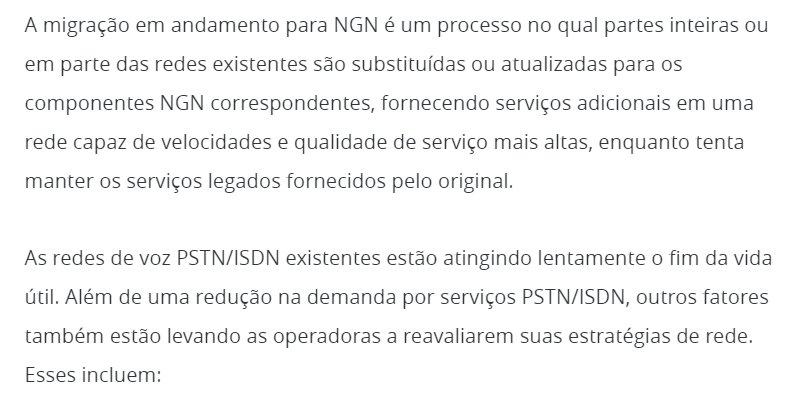 A migração em andamento para NGN é um processo no qual partes inteiras ou
em parte das redes existentes são substituídas ou atualizadas para os
componentes NGN correspondentes, fornecendo serviços adicionais em uma
rede capaz de velocidades e qualidade de serviço mais altas, enquanto tenta
manter os serviços legados fornecidos pelo original.
As redes de voz PSTN/ISDN existentes estão atingindo lentamente o fim da vida
útil. Além de uma redução na demanda por serviços PSTN/ISDN, outros fatores
também estão levando as operadoras a reavaliarem suas estratégias de rede.
Esses incluem: